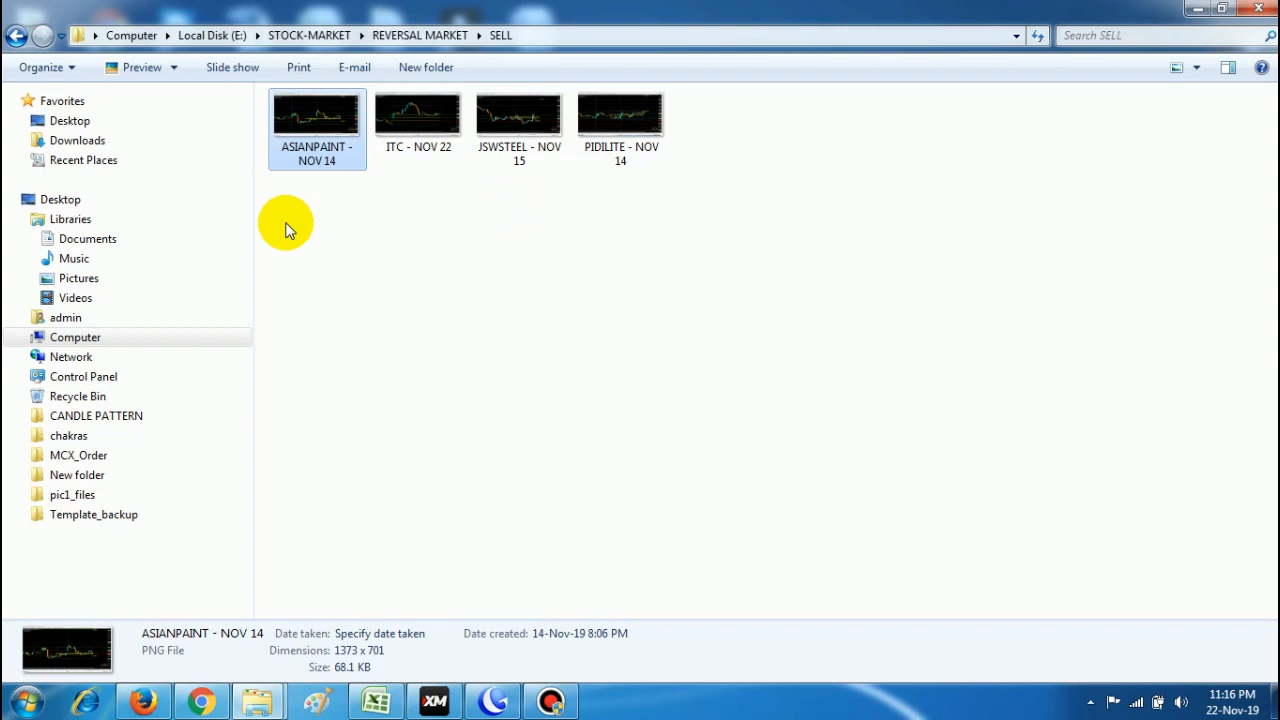 Computer Local Disk (E:) STOCK-MARKET REVERSAL MARKET SELL
Search SELL
Organize Preview Slide show Print E-mail New folder
Favorites
Desktop
Downloads
Recent Places
Desktop
Libraries
Documents
Music
Pictures
Videos
admin
Computer
Network
Control Panel
Recycle Bin
CANDLE PATTERN
chakras
MCX_Order
New folder
pic1_files
Template_backup
ASIANPAINT -
NOV 14
ITC - NOV 22
JSWSTEEL - NOV
15
PIDILITE - NOV
14
ASIANPAINT - NOV 14 Date taken: Specify date taken Date created: 14-Nov-19 8:06 PM
PNG File Dimensions: 1373 x 701
Size: 68.1 KB
XM
11:16 PM
22-Nov-19